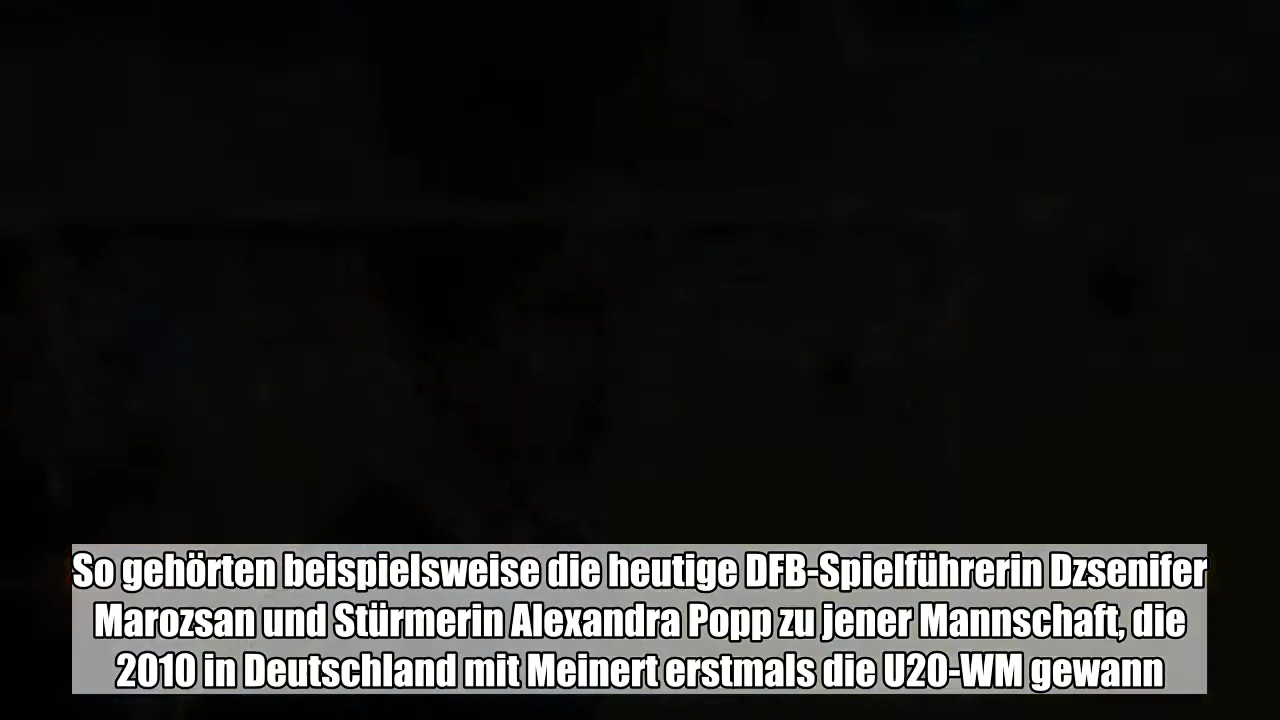 So gehörten beispielsweise die heutige DFB-Spielführerin Dzsenifer
Marozsan und Stürmerin Alexandra Popp zu jener Mannschaft, die
2010 in Deutschland mit Meinert erstmals die U20-WM gewann